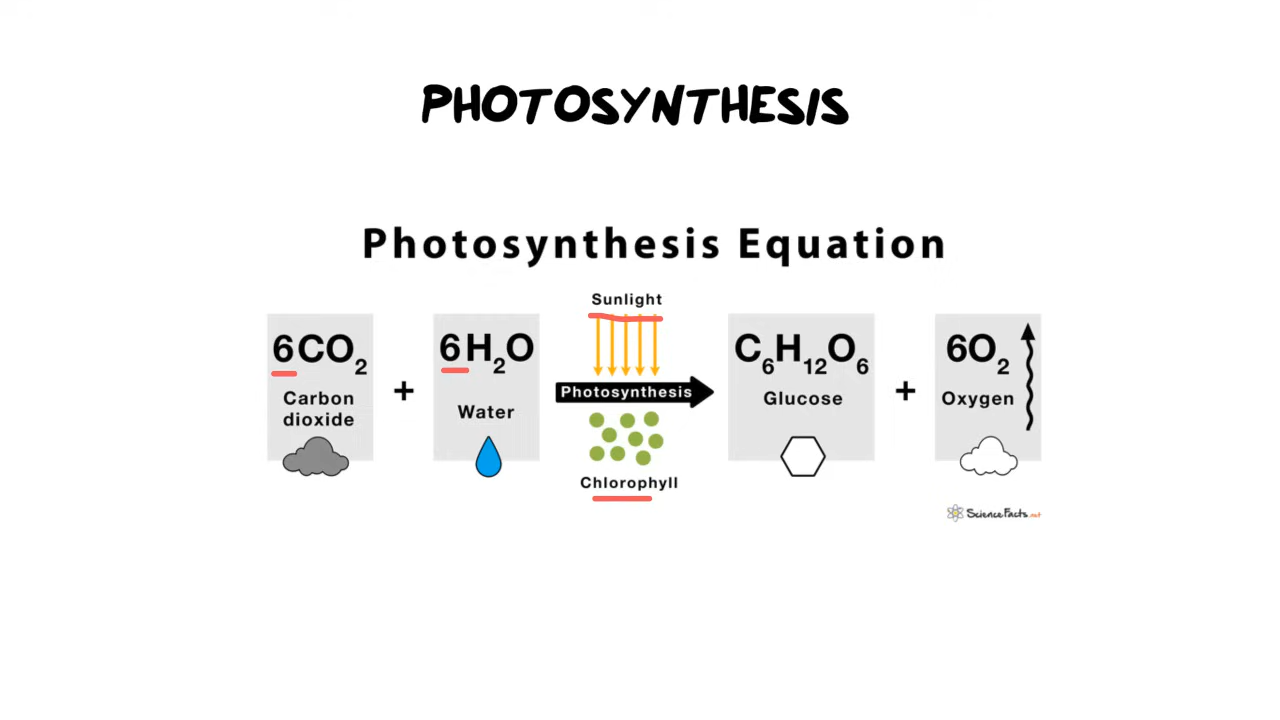 PHOTOSYNTHESIS
Photosynthesis Equation
Sunlight
6CO₂ + 6H₂O Photosynthesis C₆H₁₂O₆ + 6O₂
Carbon dioxide
Water
Glucose
Oxygen
Chlorophyll
ScienceFacts.net